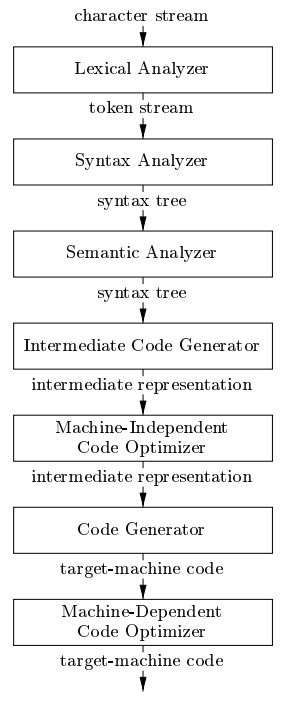 character stream
Lexical Analyzer
token stream
Syntax Analyzer
syntax tree
Semantic Analyzer
syntax tree
Intermediate Code Generator
intermediate representation
Machine-Independent
Code Optimizer
intermediate representation
Code Generator
target-machine code
Machine-Dependent
Code Optimizer
target-machine code